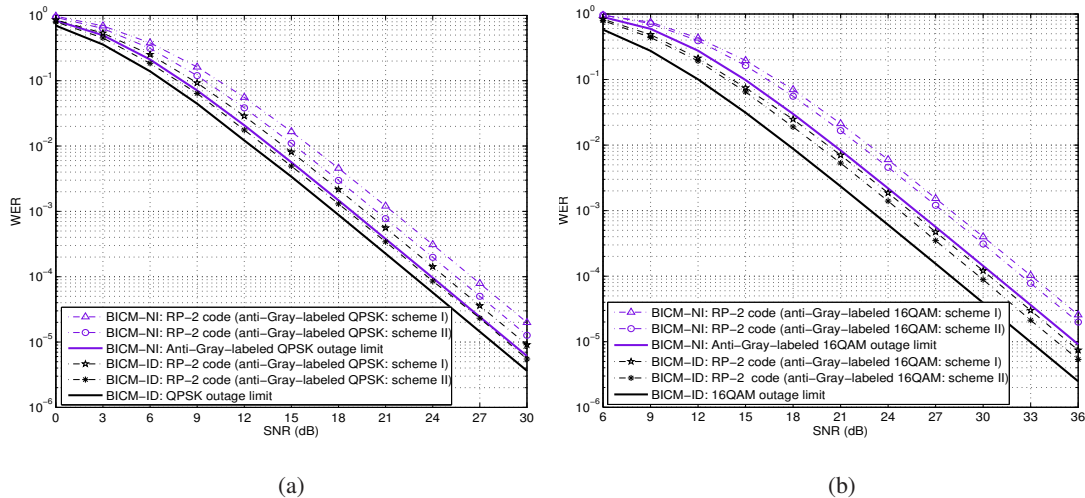 WER
10⁰
10⁻¹
10⁻²
10⁻³
10⁻⁴
10⁻⁵
10⁻⁶
BICM−NI: RP−2 code (anti−Gray−labeled QPSK: scheme I)
BICM−NI: RP−2 code (anti−Gray−labeled QPSK: scheme II)
BICM−NI: Anti−Gray−labeled QPSK outage limit
BICM−ID: RP−2 code (anti−Gray−labeled QPSK: scheme I)
BICM−ID: RP−2 code (anti−Gray−labeled QPSK: scheme II)
BICM−ID: QPSK outage limit
0 3 6 9 12 15 18 21 24 27 30
SNR (dB)
(a)
WER
10⁰
10⁻¹
10⁻²
10⁻³
10⁻⁴
10⁻⁵
10⁻⁶
BICM−NI: RP−2 code (anti−Gray−labeled 16QAM: scheme I)
BICM−NI: RP−2 code (anti−Gray−labeled 16QAM: scheme II)
BICM−NI: Anti−Gray−labeled 16QAM outage limit
BICM−ID: RP−2 code (anti−Gray−labeled 16QAM: scheme I)
BICM−ID: RP−2 code (anti−Gray−labeled 16QAM: scheme II)
BICM−ID: 16QAM outage limit
6 9 12 15 18 21 24 27 30 33 36
SNR (dB)
(b)